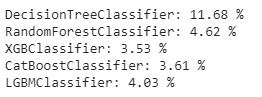 DecisionTreeClassifier: 11.68 %
RandomForestClassifier: 4.62 %
XGBClassifier: 3.53 %
CatBoostClassifier: 3.61 %
LGBMClassifier: 4.03 %